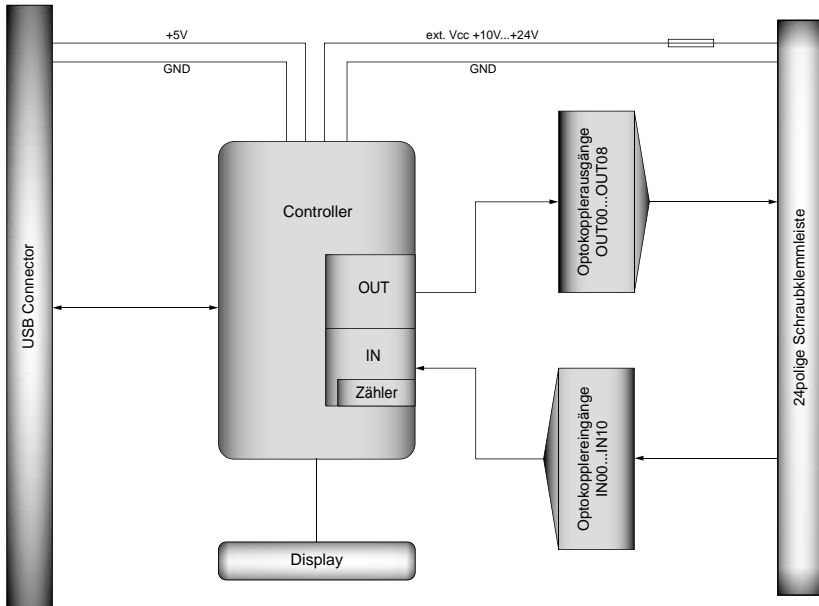 +5V
GND
ext. Vcc +10V...+24V
GND
USB Connector
Controller
OUT
IN
Zähler
Display
Optokopplerausgänge
OUT00...OUT08
Optokopplereingänge
IN00...IN10
24polige Schraubklemmleiste